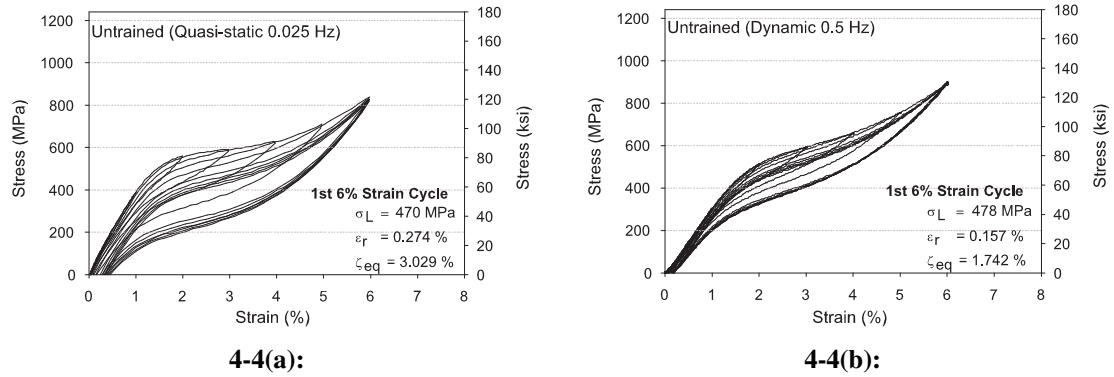 Untrained (Quasi-static 0.025 Hz)
1200
1000
800
600
400
200
0
Stress (MPa)
180
160
140
120
100
80
60
40
20
0
Stress (ksi)
1st 6% Strain Cycle
σL = 470 MPa
εr = 0.274 %
ζeq = 3.029 %
0 1 2 3 4 5 6 7 8
Strain (%)
4-4(a):
Untrained (Dynamic 0.5 Hz)
1200
1000
800
600
400
200
0
Stress (MPa)
180
160
140
120
100
80
60
40
20
0
Stress (ksi)
1st 6% Strain Cycle
σL = 478 MPa
εr = 0.157 %
ζeq = 1.742 %
0 1 2 3 4 5 6 7 8
Strain (%)
4-4(b):